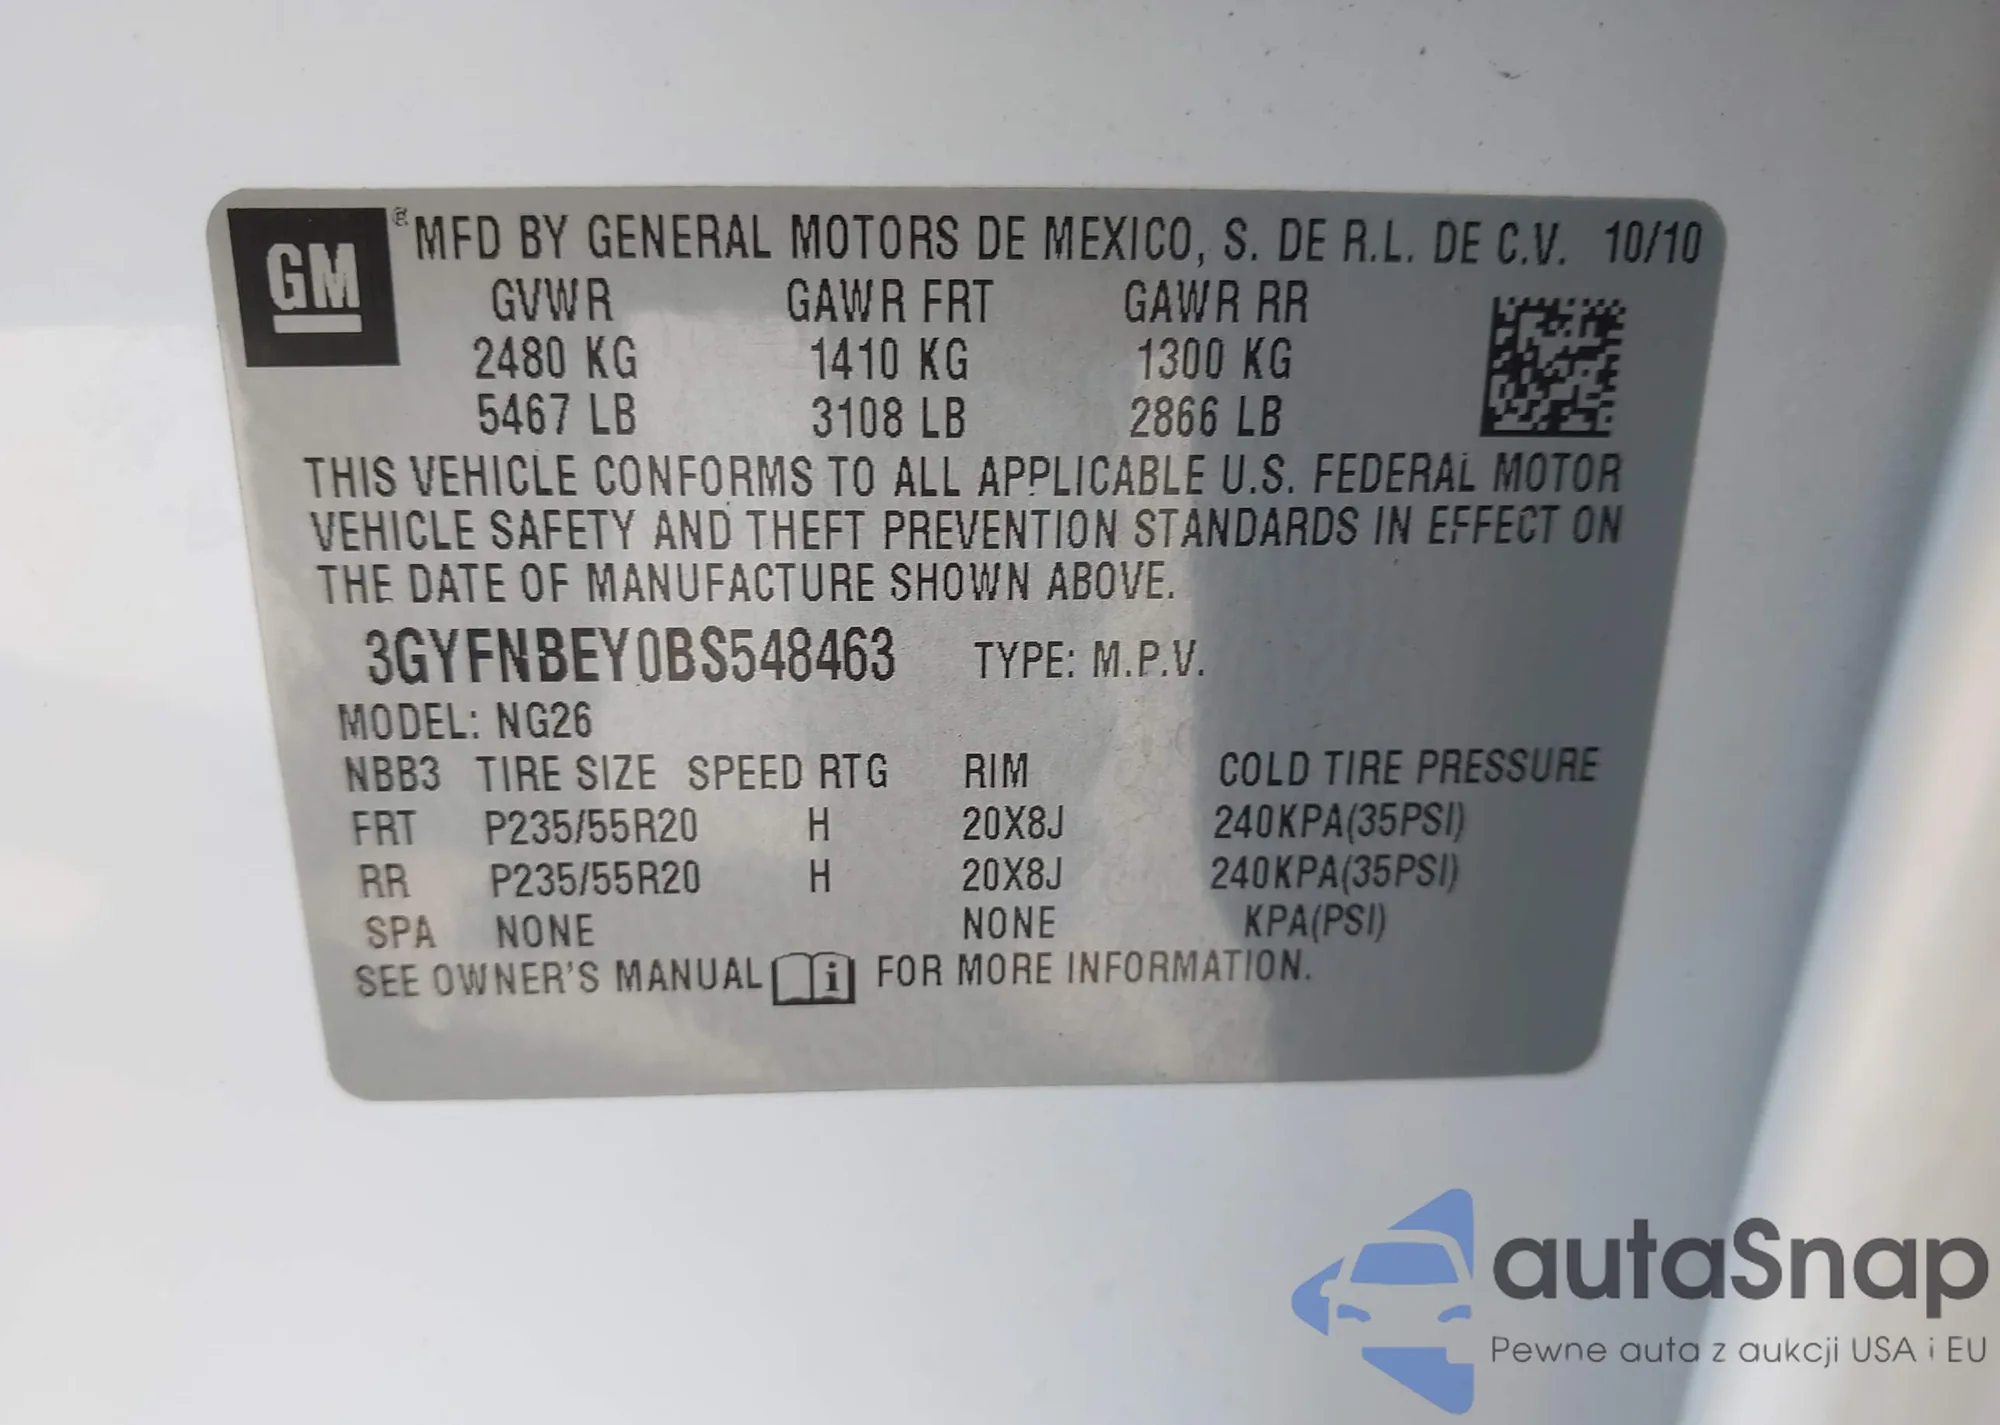 GM ® MFD BY GENERAL MOTORS DE MEXICO, S. DE R.L. DE C.V. 10/10
GVWR GAWR FRT GAWR RR
2480 KG 1410 KG 1300 KG
5467 LB 3108 LB 2866 LB
THIS VEHICLE CONFORMS TO ALL APPLICABLE U.S. FEDERAL MOTOR
VEHICLE SAFETY AND THEFT PREVENTION STANDARDS IN EFFECT ON
THE DATE OF MANUFACTURE SHOWN ABOVE.
3GYFNBEY0BS548463 TYPE: M.P.V.
MODEL: NG26
NBB3 TIRE SIZE SPEED RTG RIM COLD TIRE PRESSURE
FRT P235/55R20 H 20X8J 240KPA(35PSI)
RR P235/55R20 H 20X8J 240KPA(35PSI)
SPA NONE NONE KPA(PSI)
SEE OWNER'S MANUAL i FOR MORE INFORMATION.
autaSnap
Pewne auta z aukcji USA i EU